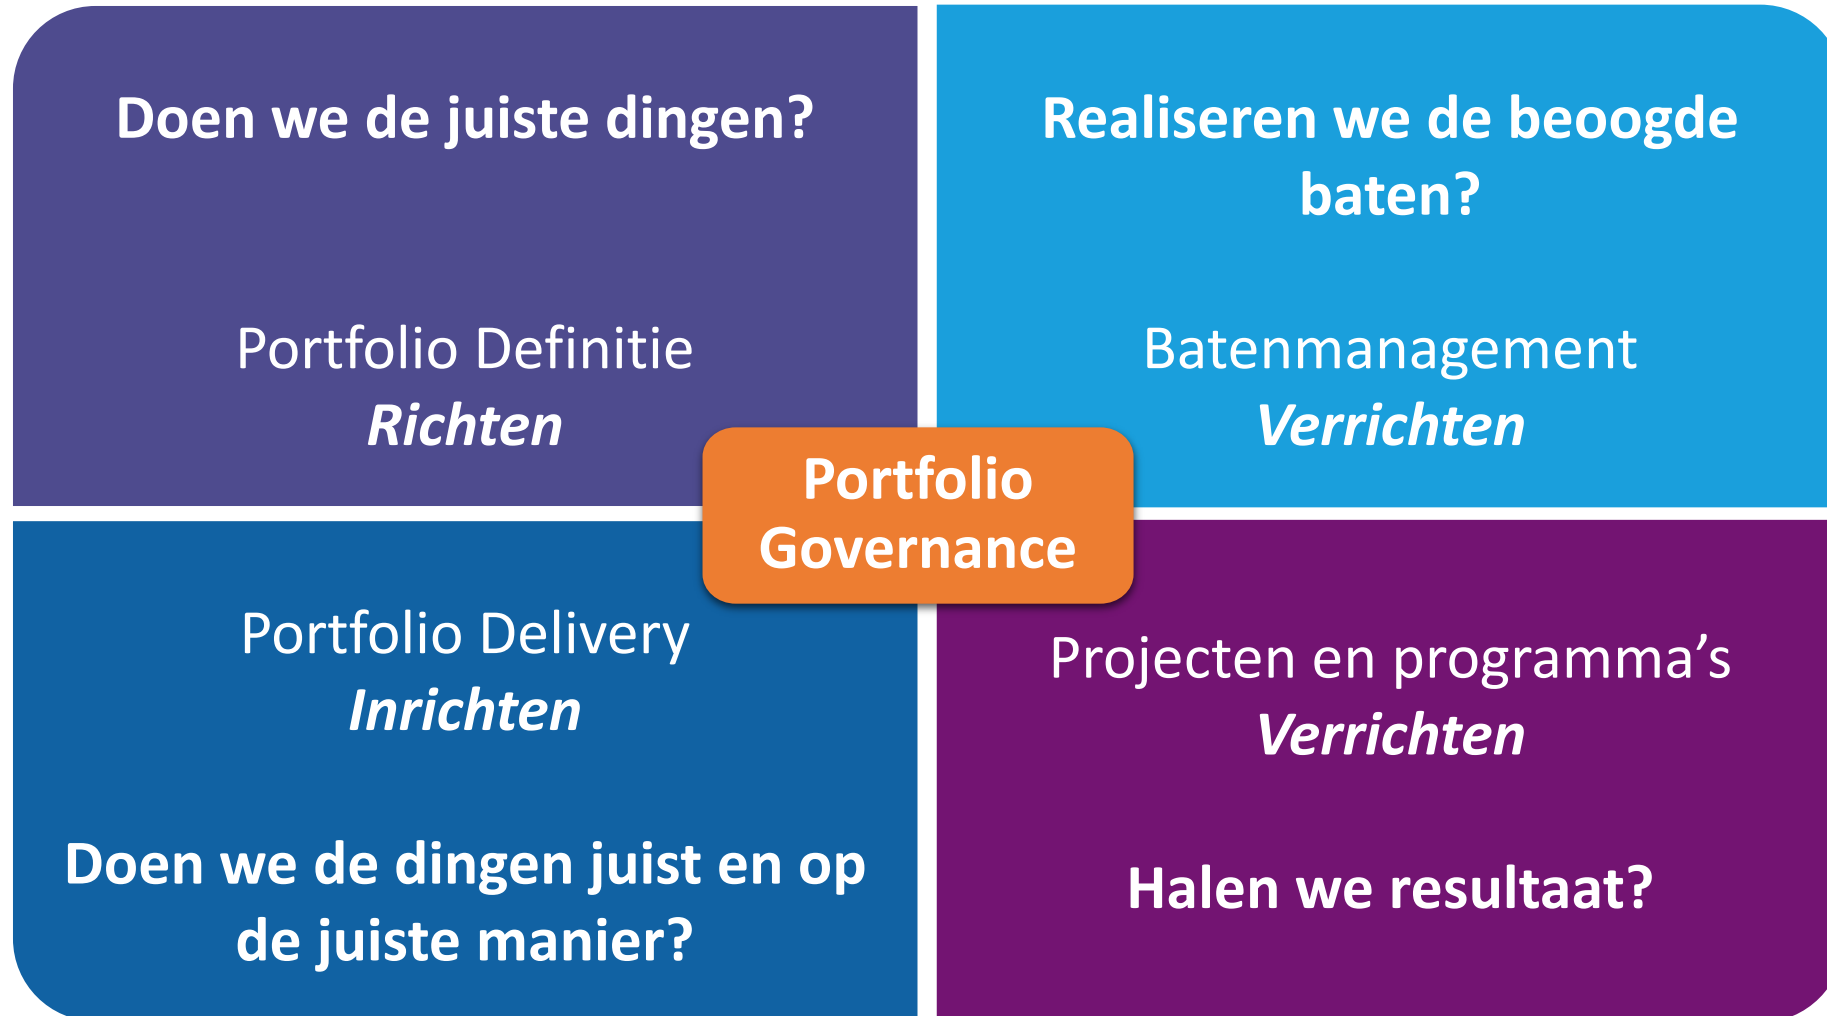 Doen we de juiste dingen?
Portfolio Definitie
Richten
Realiseren we de beoogde
baten?
Batenmanagement
Verrichten
Portfolio
Governance
Portfolio Delivery
Inrichten
Doen we de dingen juist en op
de juiste manier?
Projecten en programma’s
Verrichten
Halen we resultaat?